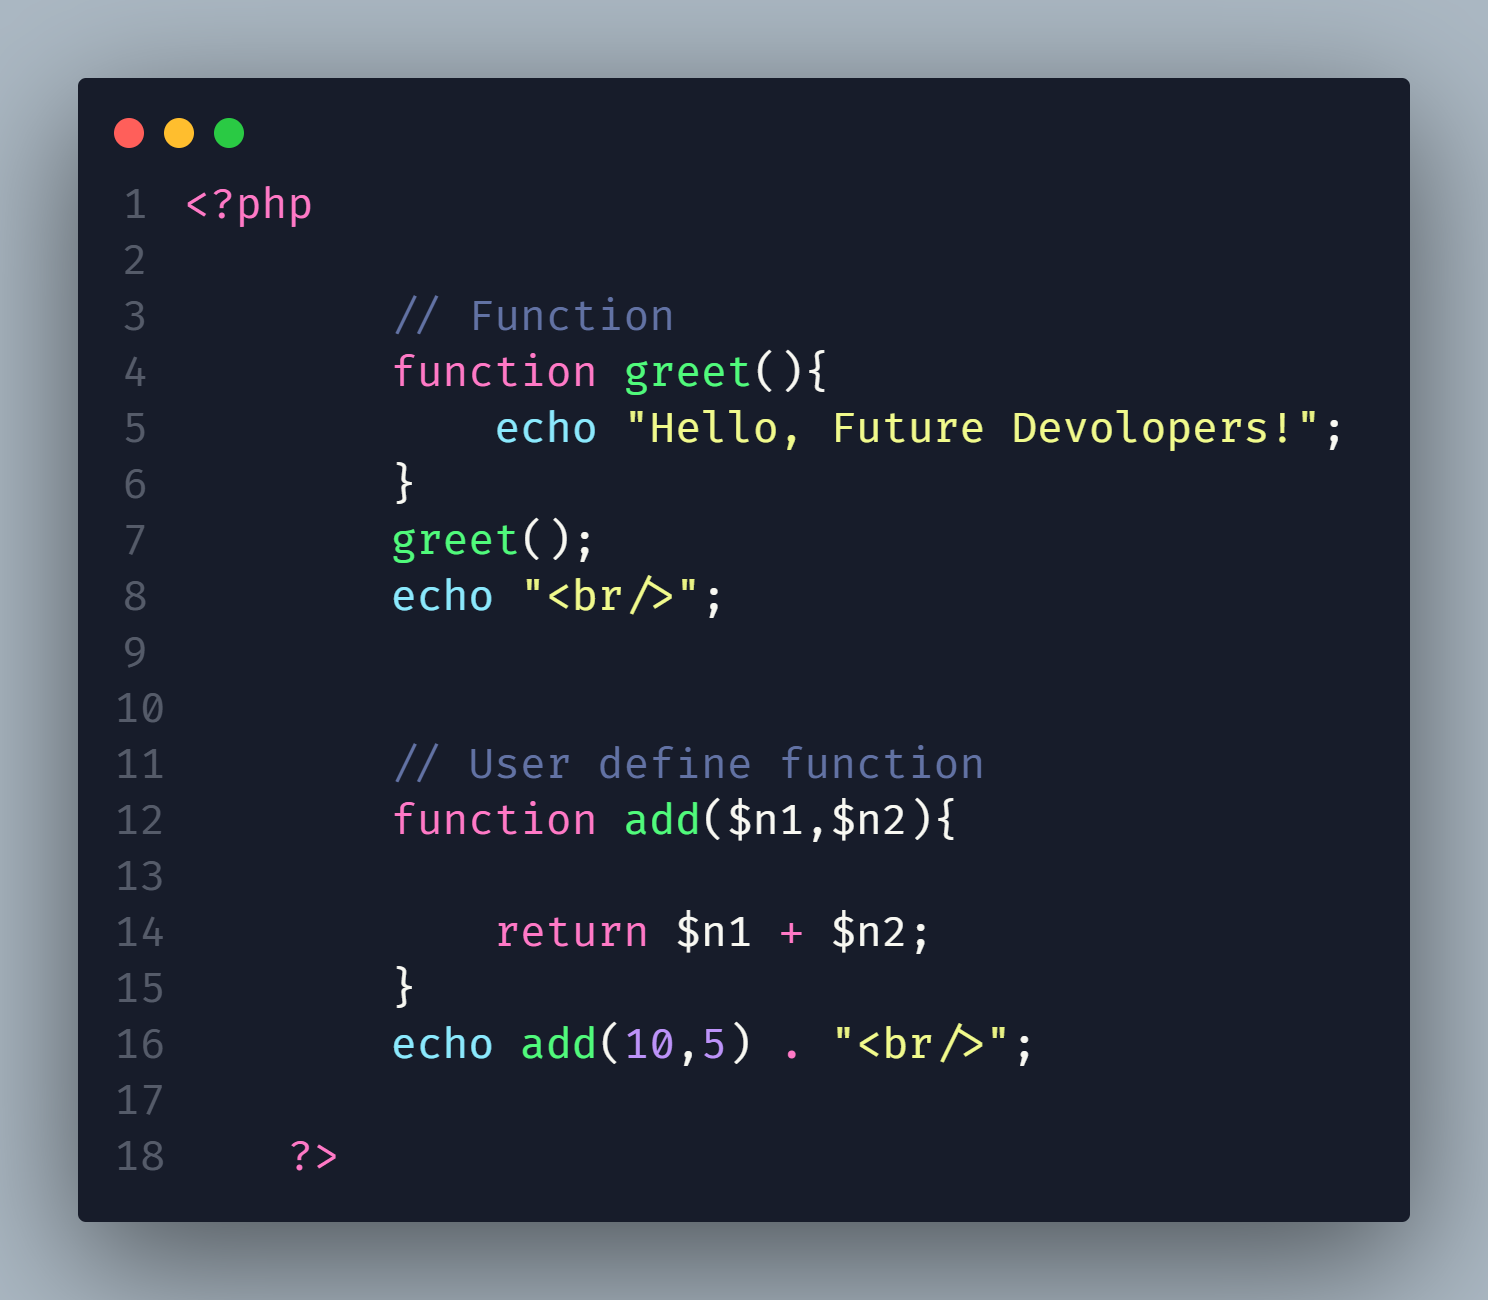 1 <?php
2
3 // Function
4 function greet(){
5 echo "Hello, Future Devolopers!";
6 }
7 greet();
8 echo "<br/>";
9
10
11 // User define function
12 function add($n1,$n2){
13
14 return $n1 + $n2;
15 }
16 echo add(10,5) . "<br/>";
17
18 ?>